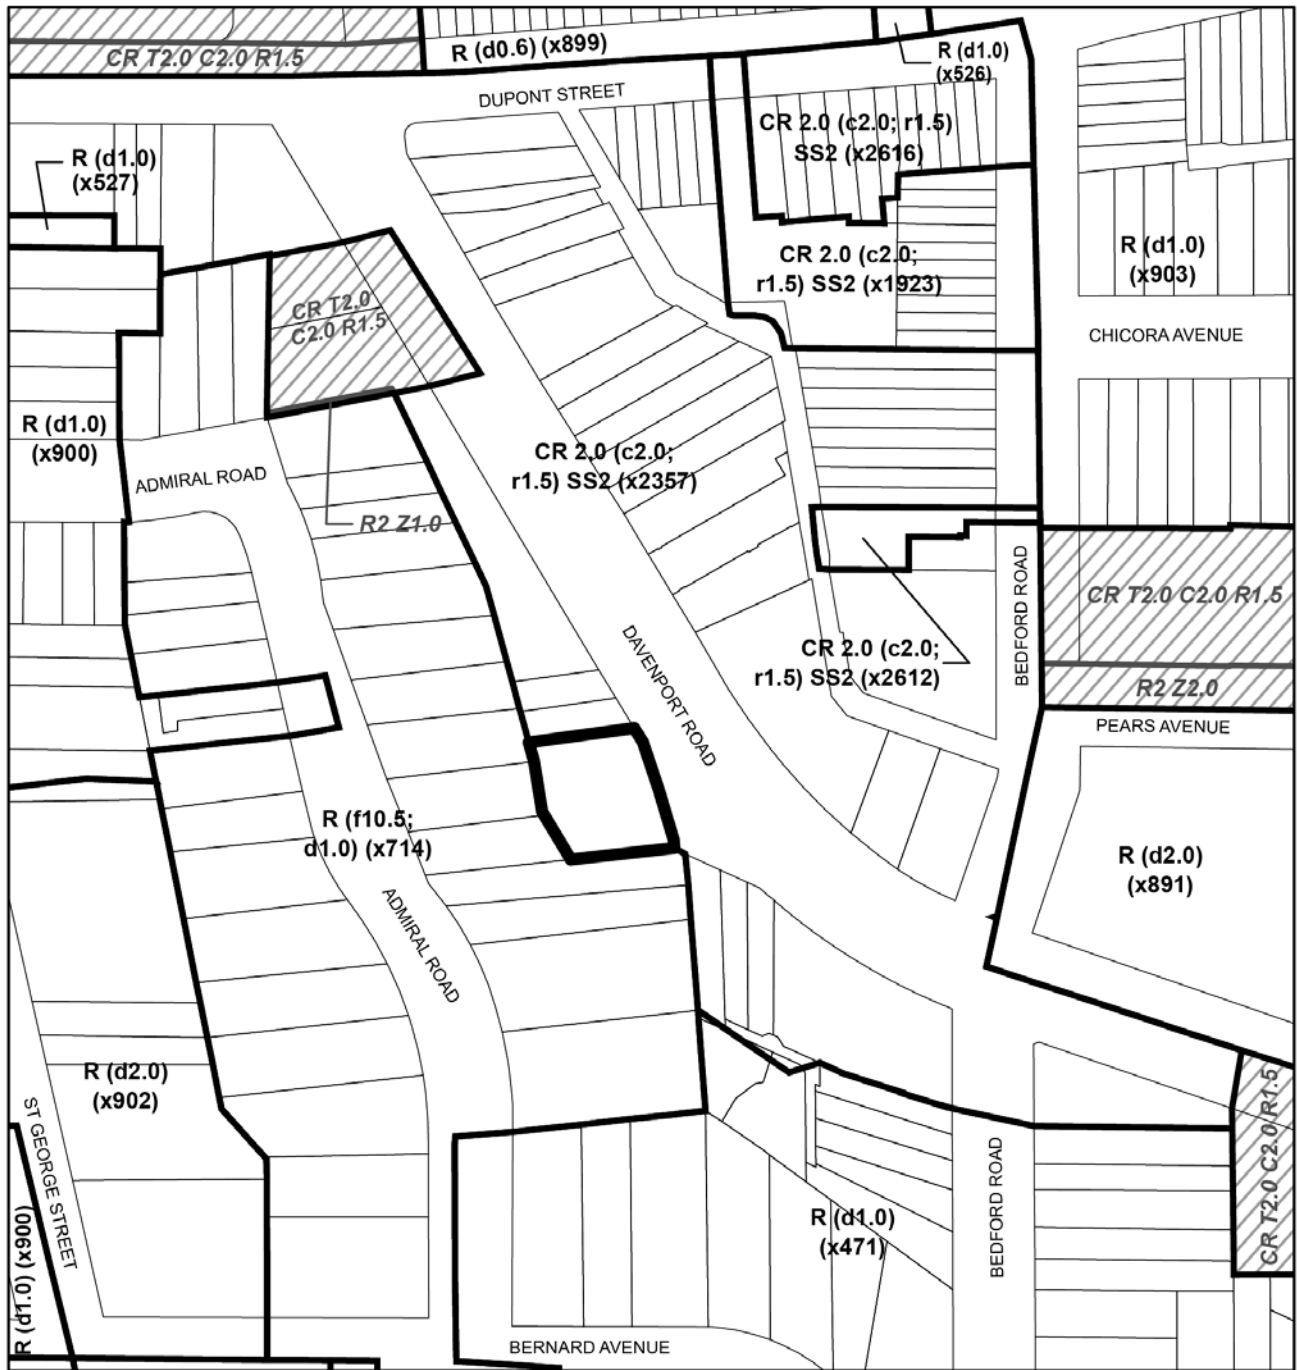 CR T2.0 C2.0 R1.5
R (d0.6) (x899)
R (d1.0)
(x526)
DUPONT STREET
CR 2.0 (c2.0; r1.5)
SS2 (x2616)
R (d1.0)
(x527)
CR 2.0 (c2.0;
r1.5) SS2 (x1923)
R (d1.0)
(x903)
CR T2.0
C2.0 R1.5
CHICORA AVENUE
R (d1.0)
(x900)
CR 2.0 (c2.0;
r1.5) SS2 (x2357)
ADMIRAL ROAD
R2 Z1.0
BEDFORD ROAD
CR T2.0 C2.0 R1.5
DAVENPORT ROAD
CR 2.0 (c2.0;
r1.5) SS2 (x2612)
R2 Z2.0
PEARS AVENUE
R (f10.5;
d1.0) (x714)
R (d2.0)
(x891)
ADMIRAL ROAD
R (d2.0)
(x902)
CR T2.0 C2.0 R1.5
ST GEORGE STREET
BEDFORD ROAD
R (d1.0)
(x471)
R (d1.0) (x900)
BERNARD AVENUE